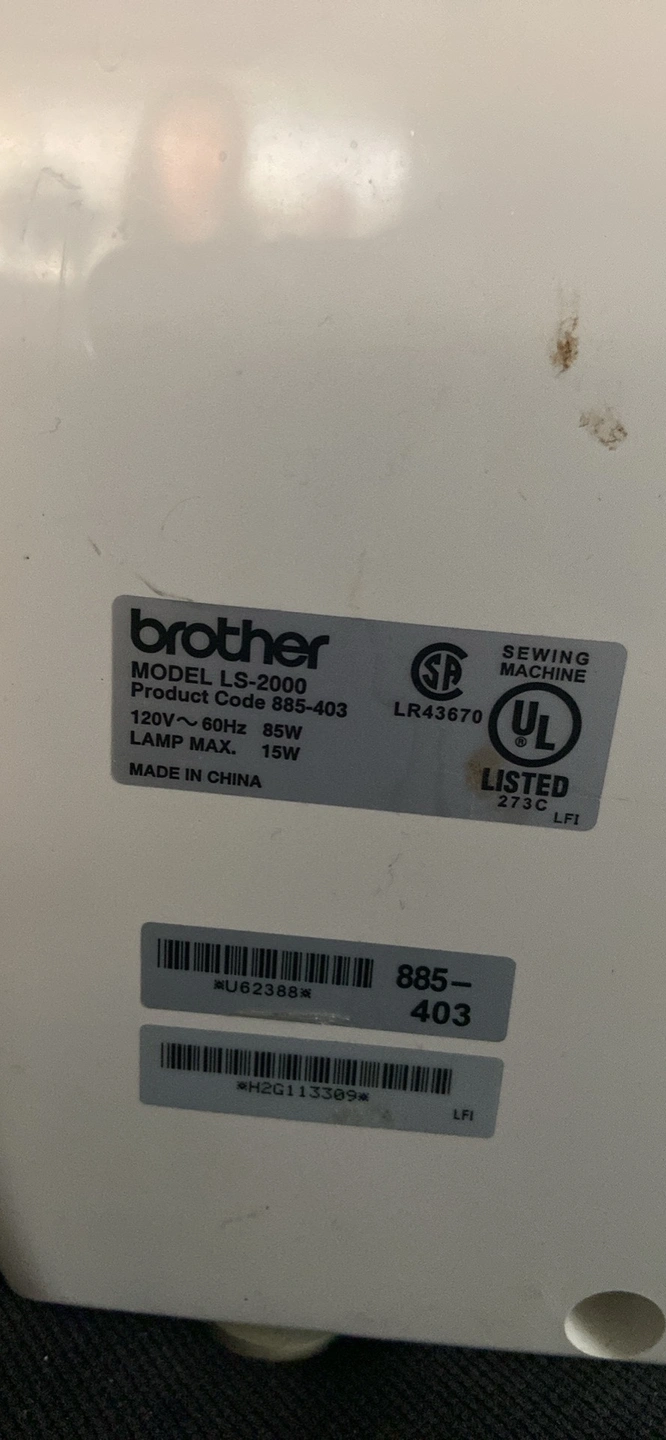 brother
MODEL LS-2000
Product Code 885-403
120V～ 60Hz 85W
LAMP MAX. 15W
MADE IN CHINA
SA
LR43670
SEWING
MACHINE
UL
®
LISTED
273C
LFI
*U62388*
885-
403
*H2G113309*
LFI